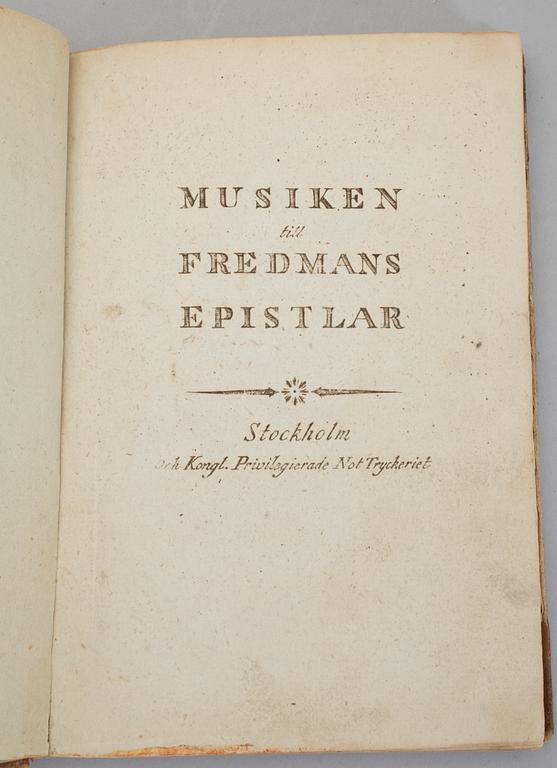 MUSIKEN
till
FREDMANS
EPISTLAR
Stockholm
Och Kongl. Privilegierade Not Tryckeriet